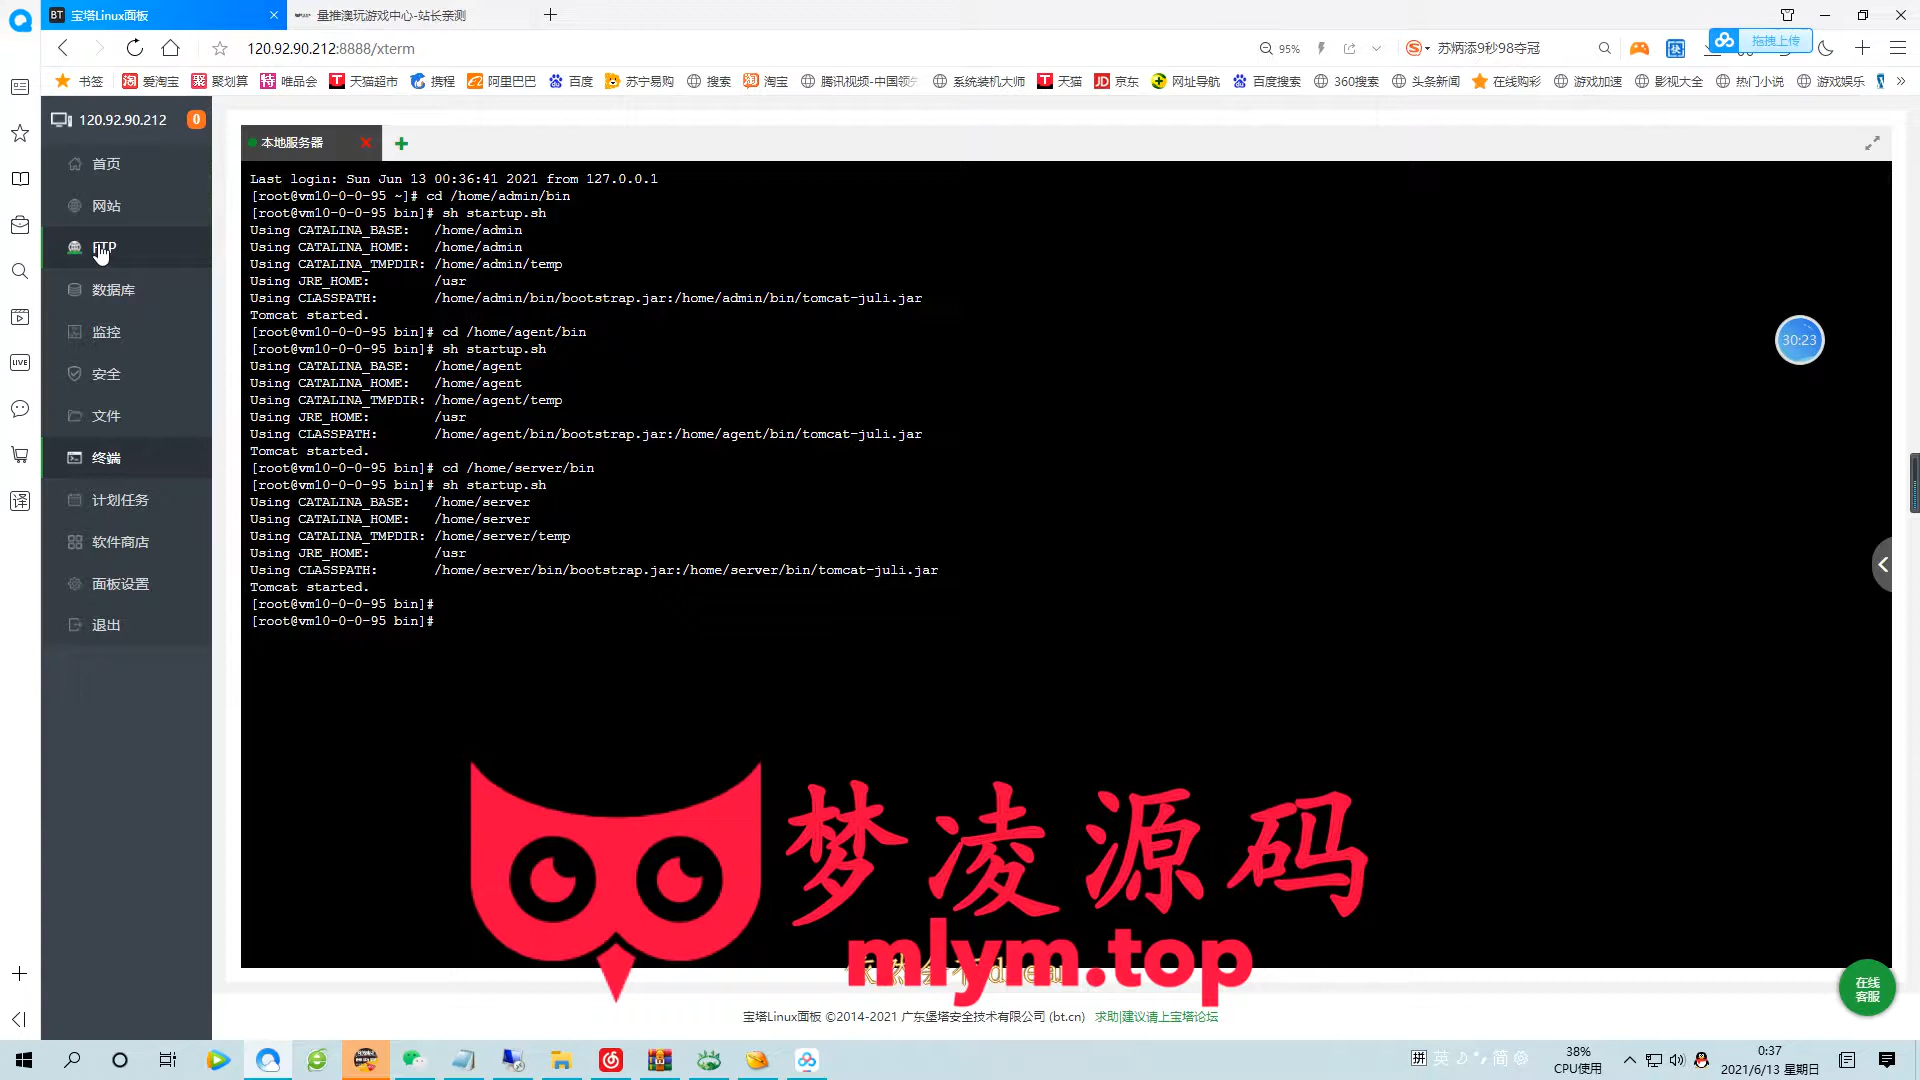 宝塔Linux面板
量推澳玩游戏中心-站长亲测
120.92.90.212:8888/xterm
95%
苏炳添9秒98夺冠
拖拽上传
书签 爱淘宝 聚划算 唯品会 天猫超市 携程 阿里巴巴 百度 苏宁易购 搜索 淘宝 腾讯视频-中国领先 系统装机大师 天猫 京东 网址导航 百度搜索 360搜索 头条新闻 在线购彩 游戏加速 影视大全 热门小说 游戏娱乐
120.92.90.212 0
首页
网站
FTP
数据库
监控
安全
文件
终端
计划任务
软件商店
面板设置
退出
本地服务器
Last login: Sun Jun 13 00:36:41 2021 from 127.0.0.1
[root@vm10-0-0-95 ~]# cd /home/admin/bin
[root@vm10-0-0-95 bin]# sh startup.sh
Using CATALINA_BASE:   /home/admin
Using CATALINA_HOME:   /home/admin
Using CATALINA_TMPDIR: /home/admin/temp
Using JRE_HOME:        /usr
Using CLASSPATH:       /home/admin/bin/bootstrap.jar:/home/admin/bin/tomcat-juli.jar
Tomcat started.
[root@vm10-0-0-95 bin]# cd /home/agent/bin
[root@vm10-0-0-95 bin]# sh startup.sh
Using CATALINA_BASE:   /home/agent
Using CATALINA_HOME:   /home/agent
Using CATALINA_TMPDIR: /home/agent/temp
Using JRE_HOME:        /usr
Using CLASSPATH:       /home/agent/bin/bootstrap.jar:/home/agent/bin/tomcat-juli.jar
Tomcat started.
[root@vm10-0-0-95 bin]# cd /home/server/bin
[root@vm10-0-0-95 bin]# sh startup.sh
Using CATALINA_BASE:   /home/server
Using CATALINA_HOME:   /home/server
Using CATALINA_TMPDIR: /home/server/temp
Using JRE_HOME:        /usr
Using CLASSPATH:       /home/server/bin/bootstrap.jar:/home/server/bin/tomcat-juli.jar
Tomcat started.
[root@vm10-0-0-95 bin]#
[root@vm10-0-0-95 bin]#
30:23
梦凌源码
mlym.top
在线
客服
宝塔Linux面板 ©2014-2021 广东堡塔安全技术有限公司 (bt.cn) 求助|建议请上宝塔论坛
拼 英 简
38%
CPU使用
0:37
2021/6/13 星期日